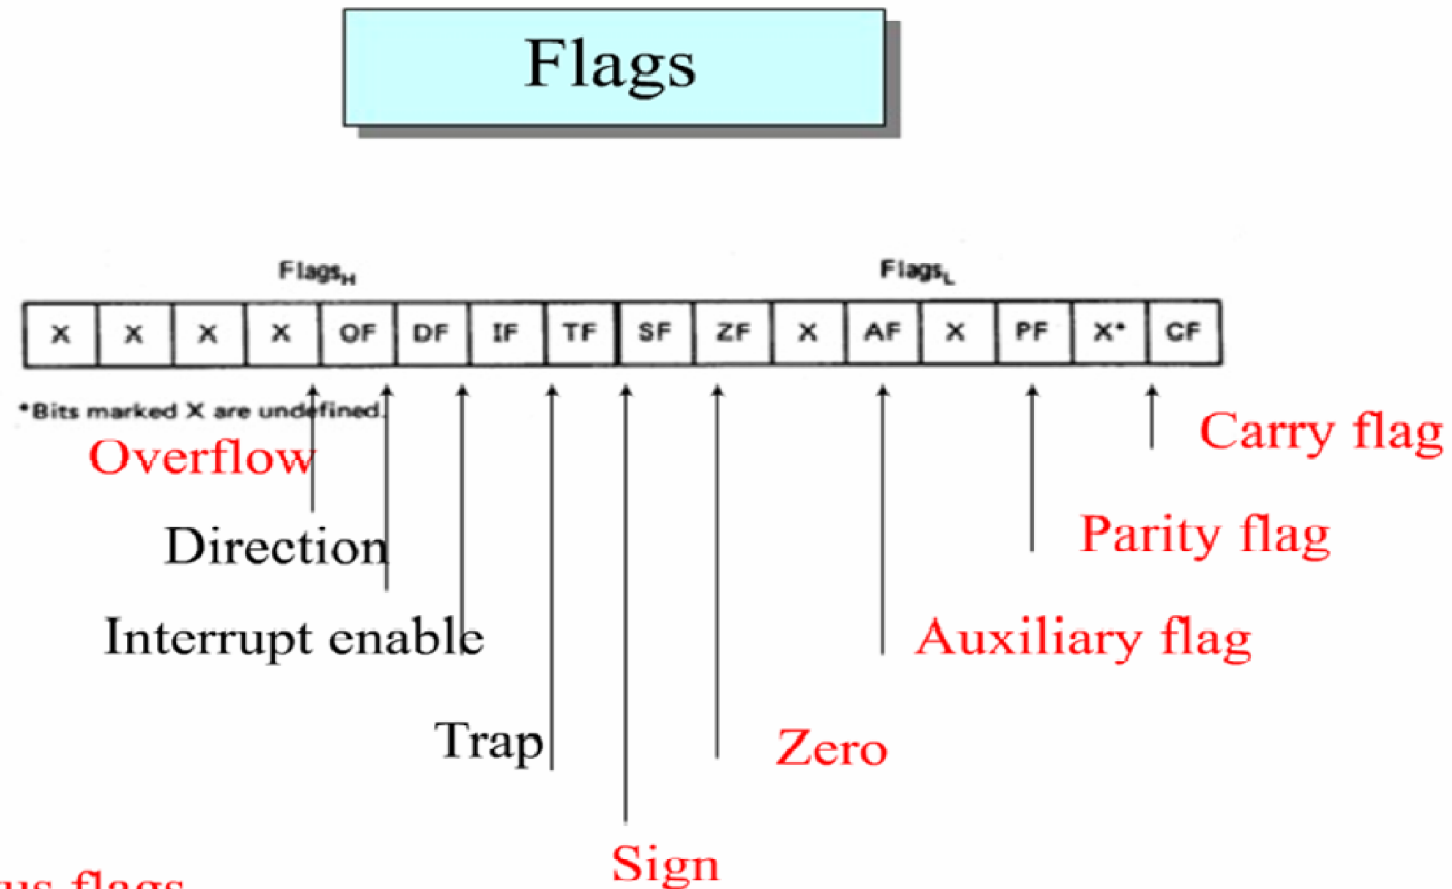 Flags
FlagsH FlagsL
X X X X OF DF IF TF SF ZF X AF X PF X* CF
*Bits marked X are undefined.
Carry flag
Overflow
Parity flag
Direction
Interrupt enable
Auxiliary flag
Trap
Zero
Sign
flags